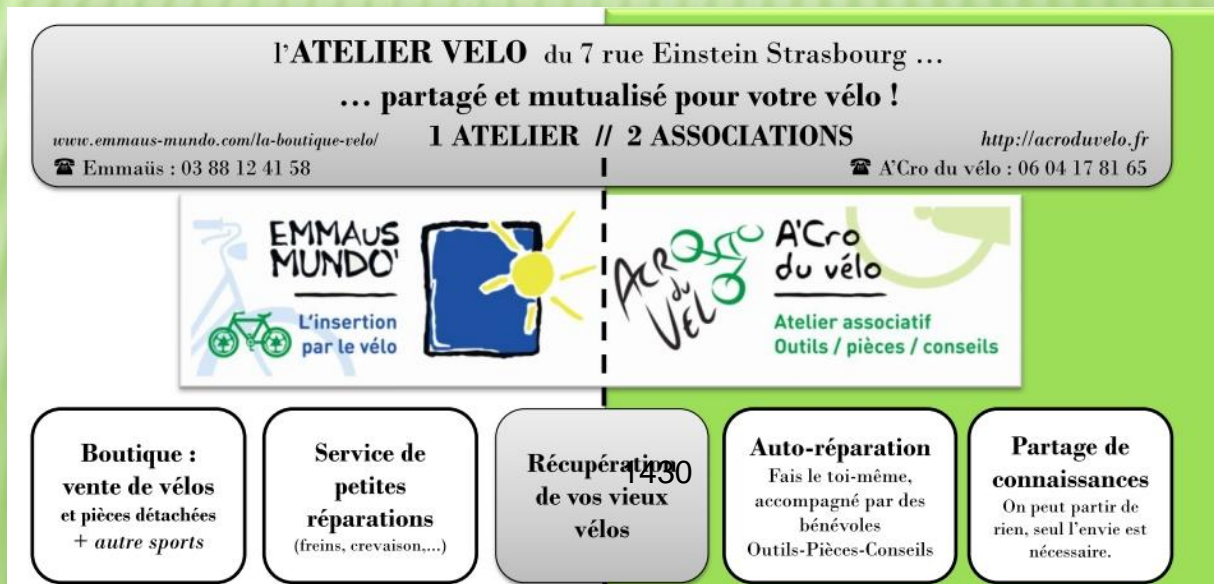 l'ATELIER VELO du 7 rue Einstein Strasbourg ...
... partagé et mutualisé pour votre vélo !
www.emmaus-mundo.com/la-boutique-velo/ 1 ATELIER // 2 ASSOCIATIONS http://acroduvelo.fr
☎ Emmaüs : 03 88 12 41 58 ☎ A'Cro du vélo : 06 04 17 81 65
EMMAUS
MUNDO'
L'insertion
par le vélo
ACRO
du
VELO
A'Cro
du vélo
Atelier associatif
Outils / pièces / conseils
Boutique :
vente de vélos
et pièces détachées
+ autre sports
Service de
petites
réparations
(freins, crevaison,...)
Récupération
1430
de vos vieux
vélos
Auto-réparation
Fais le toi-même,
accompagné par des
bénévoles
Outils-Pièces-Conseils
Partage de
connaissances
On peut partir de
rien, seul l'envie est
nécessaire.